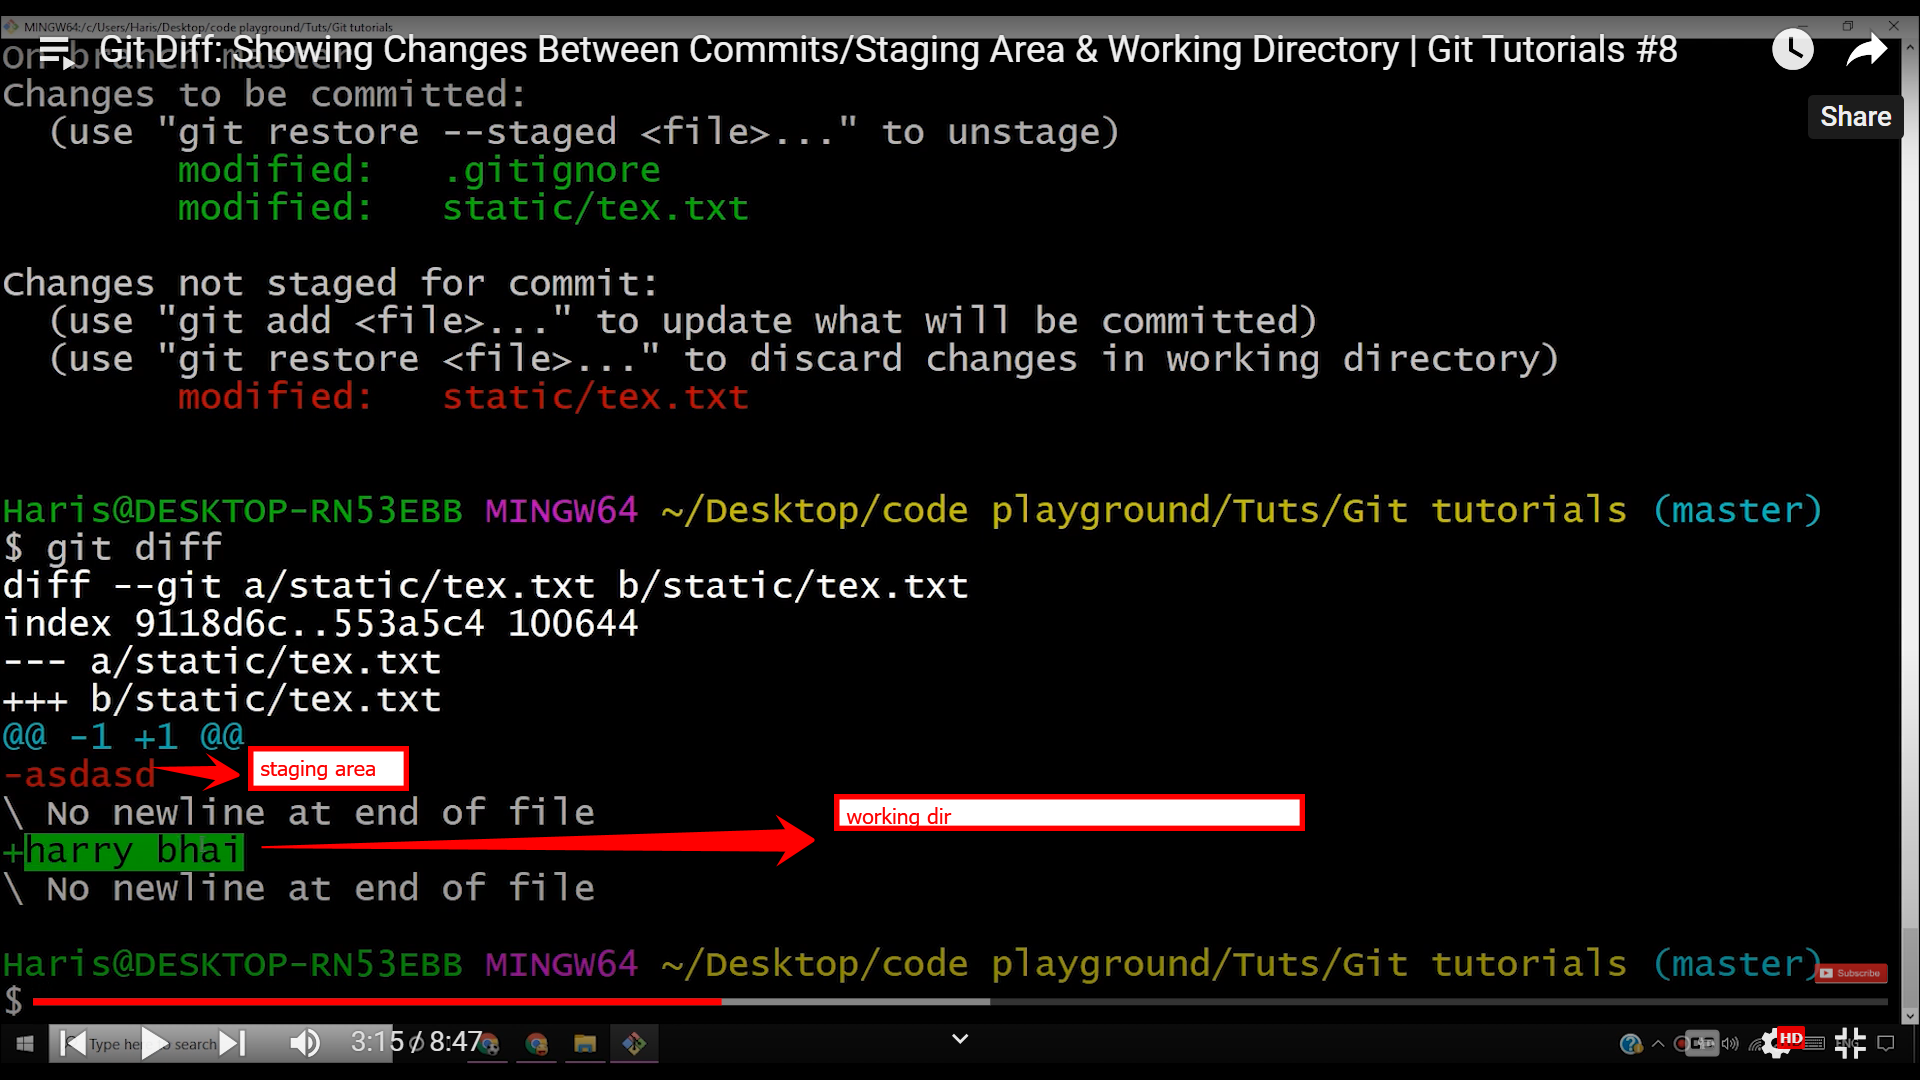 MINGW64:/c/Users/Haris/Desktop/code playground/Tuts/Git tutorials
Git Diff: Showing Changes Between Commits/Staging Area & Working Directory | Git Tutorials #8
On branch master
Share
Changes to be committed:
(use "git restore --staged <file>..." to unstage)
modified: .gitignore
modified: static/tex.txt
Changes not staged for commit:
(use "git add <file>..." to update what will be committed)
(use "git restore <file>..." to discard changes in working directory)
modified: static/tex.txt
Haris@DESKTOP-RN53EBB MINGW64 ~/Desktop/code playground/Tuts/Git tutorials (master)
$ git diff
diff --git a/static/tex.txt b/static/tex.txt
index 9118d6c..553a5c4 100644
--- a/static/tex.txt
+++ b/static/tex.txt
@@ -1 +1 @@
-asdasd
staging area
\ No newline at end of file
working dir
+harry bhai
\ No newline at end of file
Haris@DESKTOP-RN53EBB MINGW64 ~/Desktop/code playground/Tuts/Git tutorials (master)
Subscribe
$
Type here to search
3:15 / 8:47
HD